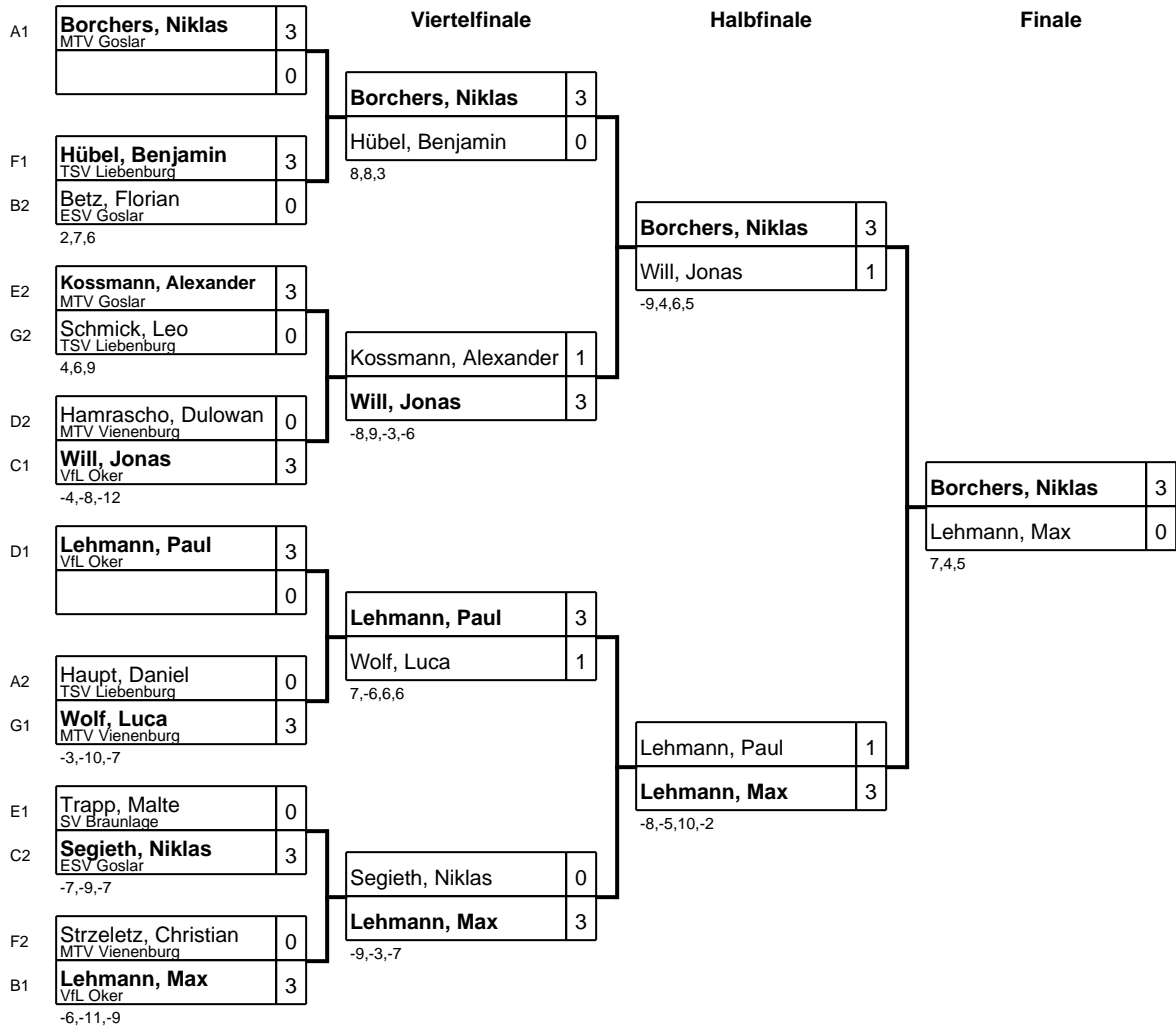 Viertelfinale Halbfinale Finale
A1 Borchers, Niklas 3
MTV Goslar
0
F1 Hübel, Benjamin 3
TSV Liebenburg
B2 Betz, Florian 0
ESV Goslar
2,7,6
E2 Kossmann, Alexander 3
MTV Goslar
G2 Schmick, Leo 0
TSV Liebenburg
4,6,9
D2 Hamrascho, Dulowan 0
MTV Vienenburg
C1 Will, Jonas 3
VfL Oker
-4,-8,-12
D1 Lehmann, Paul 3
VfL Oker
0
A2 Haupt, Daniel 0
TSV Liebenburg
G1 Wolf, Luca 3
MTV Vienenburg
-3,-10,-7
E1 Trapp, Malte 0
SV Braunlage
C2 Segieth, Niklas 3
ESV Goslar
-7,-9,-7
F2 Strzeletz, Christian 0
MTV Vienenburg
B1 Lehmann, Max 3
VfL Oker
-6,-11,-9
Borchers, Niklas 3
Hübel, Benjamin 0
8,8,3
Kossmann, Alexander 1
Will, Jonas 3
-8,9,-3,-6
Lehmann, Paul 3
Wolf, Luca 1
7,-6,6,6
Segieth, Niklas 0
Lehmann, Max 3
-9,-3,-7
Borchers, Niklas 3
Will, Jonas 1
-9,4,6,5
Lehmann, Paul 1
Lehmann, Max 3
-8,-5,10,-2
Borchers, Niklas 3
Lehmann, Max 0
7,4,5